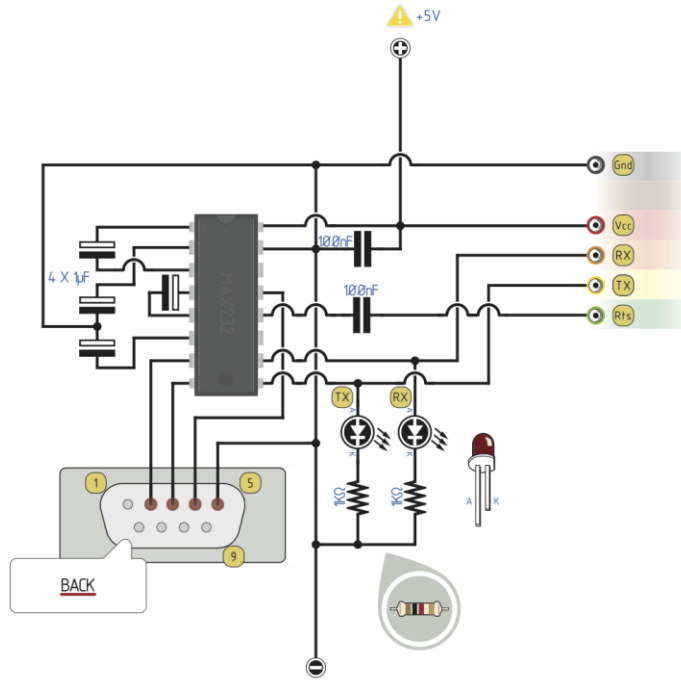 +5V
Gnd
Vcc
100nF
RX
4 X 1µF
TX
100nF
MAX232
Rts
TX
RX
A
A
K
K
1
5
1KΩ
1KΩ
A
K
9
BACK